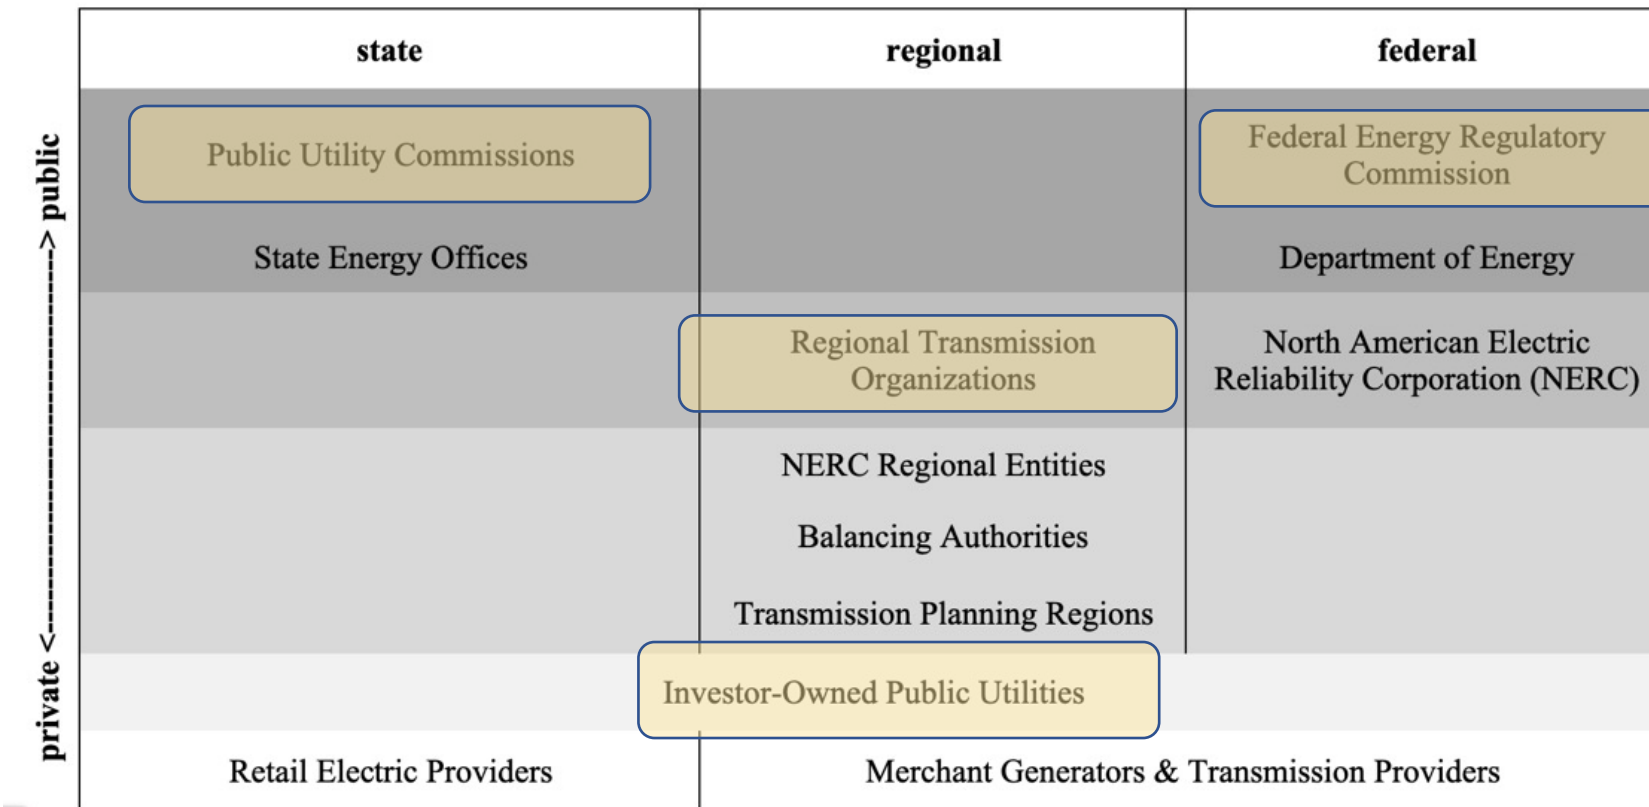 state
regional
federal
private <----------------------> public
Public Utility Commissions
Federal Energy Regulatory
Commission
State Energy Offices
Department of Energy
Regional Transmission
Organizations
North American Electric
Reliability Corporation (NERC)
NERC Regional Entities
Balancing Authorities
Transmission Planning Regions
Investor-Owned Public Utilities
Retail Electric Providers
Merchant Generators & Transmission Providers